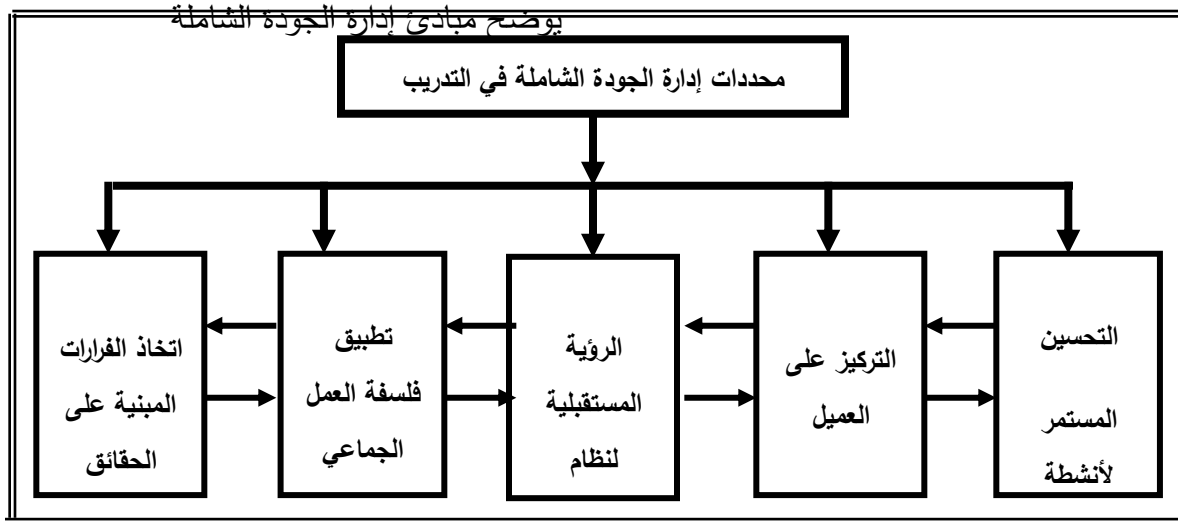 يوضح مبادئ إدارة الجودة الشاملة
محددات إدارة الجودة الشاملة في التدريب
التحسين
المستمر
لأنشطة
التركيز على
العميل
الرؤية
المستقبلية
لنظام
تطبيق
فلسفة العمل
الجماعي
اتخاذ الفرارات
المبنية على
الحقائق